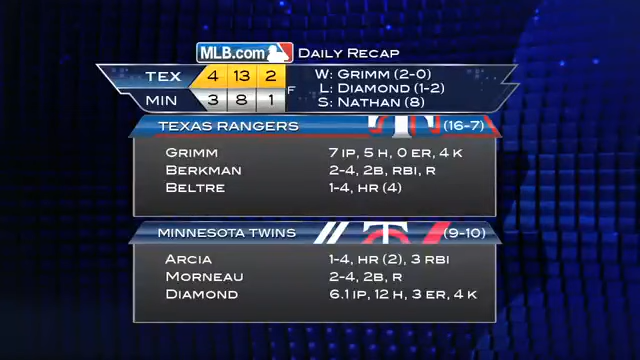 MLB.com Daily Recap
TEX 4 13 2 W: Grimm (2-0)
F L: Diamond (1-2)
MIN 3 8 1 S: Nathan (8)
Texas Rangers (16-7)
Grimm 7 IP, 5 H, 0 ER, 4 K
Berkman 2-4, 2B, RBI, R
Beltre 1-4, HR (4)
Minnesota Twins (9-10)
Arcia 1-4, HR (2), 3 RBI
Morneau 2-4, 2B, R
Diamond 6.1 IP, 12 H, 3 ER, 4 K